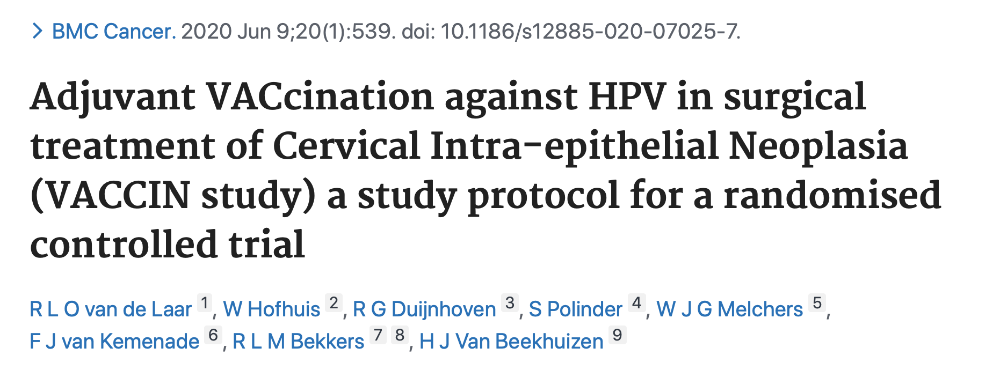 > BMC Cancer. 2020 Jun 9;20(1):539. doi: 10.1186/s12885-020-07025-7.
Adjuvant VACcination against HPV in surgical
treatment of Cervical Intra-epithelial Neoplasia
(VACCIN study) a study protocol for a randomised
controlled trial
R L O van de Laar 1, W Hofhuis 2, R G Duijnhoven 3, S Polinder 4, W J G Melchers 5,
F J van Kemenade 6, R L M Bekkers 7 8, H J Van Beekhuizen 9